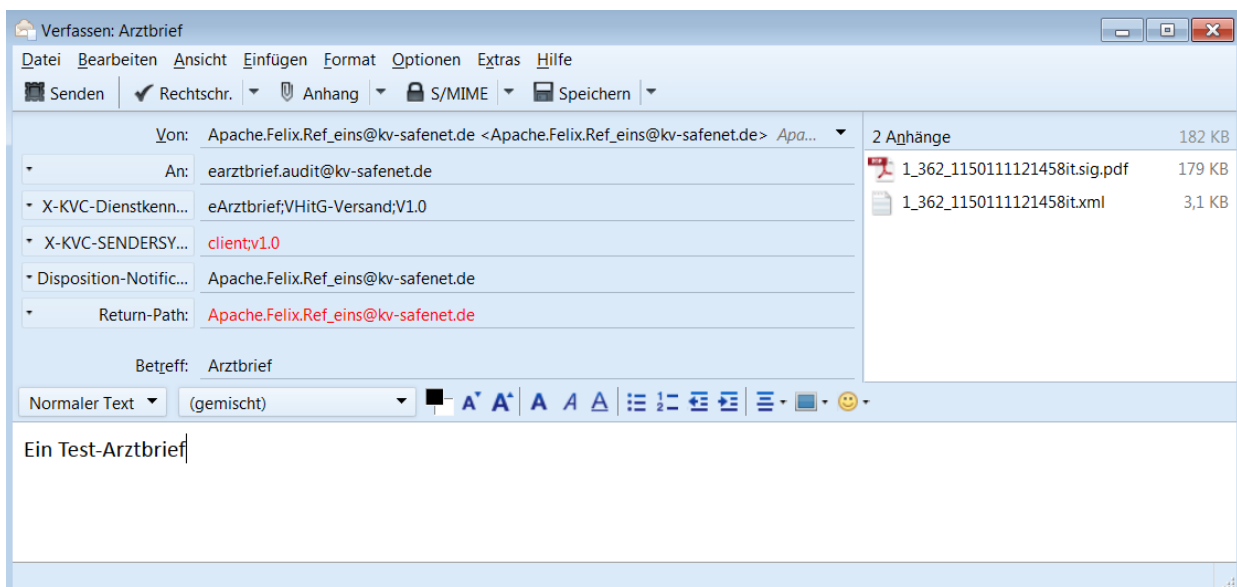 Verfassen: Arztbrief
Datei Bearbeiten Ansicht Einfügen Format Optionen Extras Hilfe
Senden Rechtschr. Anhang S/MIME Speichern
Von: Apache.Felix.Ref_eins@kv-safenet.de <Apache.Felix.Ref_eins@kv-safenet.de> Apa...
An: earztbrief.audit@kv-safenet.de
X-KVC-Dienstkenn... eArztbrief;VHitG-Versand;V1.0
X-KVC-SENDERSY... client;v1.0
Disposition-Notific... Apache.Felix.Ref_eins@kv-safenet.de
Return-Path: Apache.Felix.Ref_eins@kv-safenet.de
Betreff: Arztbrief
2 Anhänge 182 KB
1_362_1150111121458it.sig.pdf 179 KB
1_362_1150111121458it.xml 3,1 KB
Normaler Text (gemischt)
Ein Test-Arztbrief